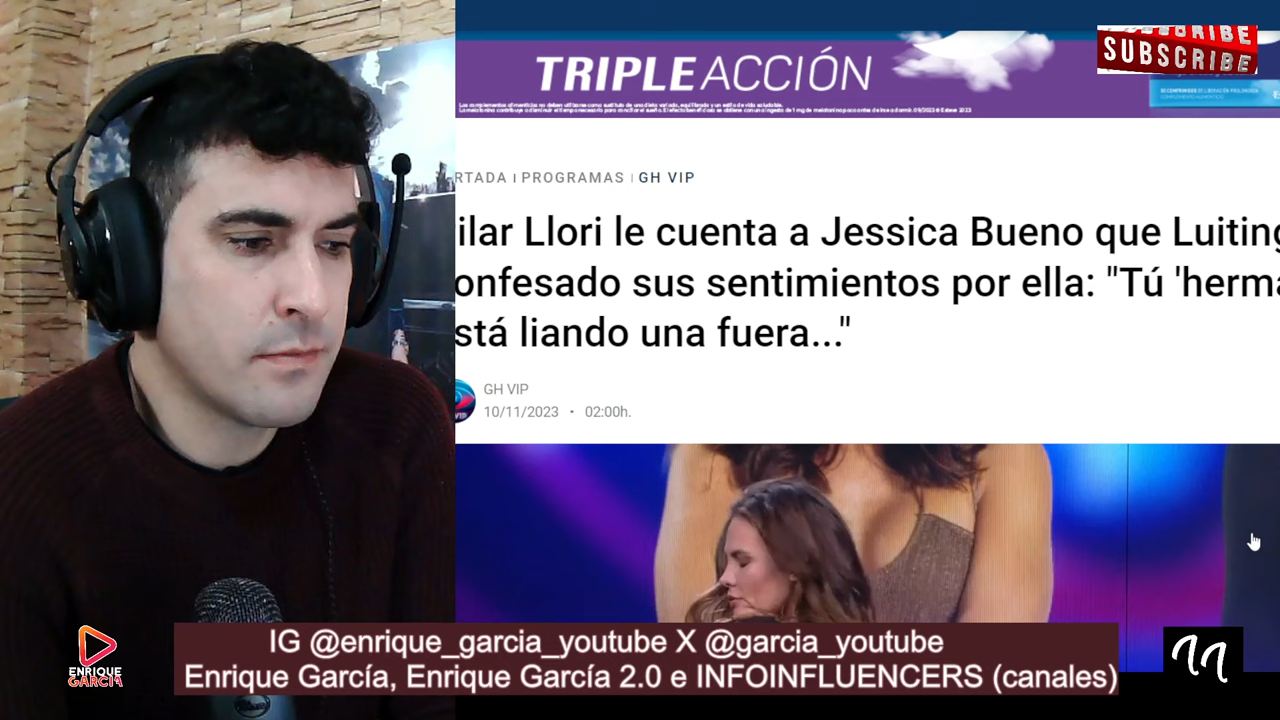 SUBSCRIBE
SUBSCRIBE
TRIPLEACCIÓN
RTADA | PROGRAMAS | GH VIP
ilar Llori le cuenta a Jessica Bueno que Luiting
onfesado sus sentimientos por ella: "Tú 'herma
stá liando una fuera..."
GH VIP
10/11/2023 • 02:00h.
IG @enrique_garcia_youtube X @garcia_youtube
Enrique García, Enrique García 2.0 e INFOINFLUENCERS (canales)
ENRIQUE
GARCÍA